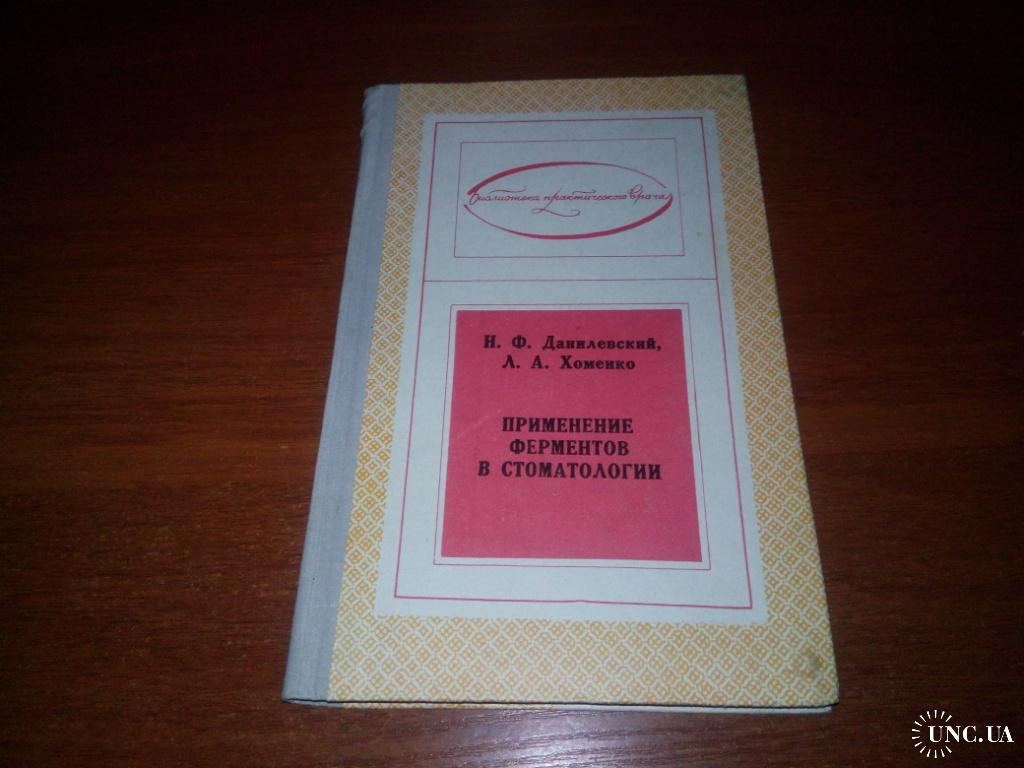 Библиотека практического врача
Н. Ф. Данилевский,
Л. А. Хоменко
ПРИМЕНЕНИЕ
ФЕРМЕНТОВ
В СТОМАТОЛОГИИ
UNC.UA